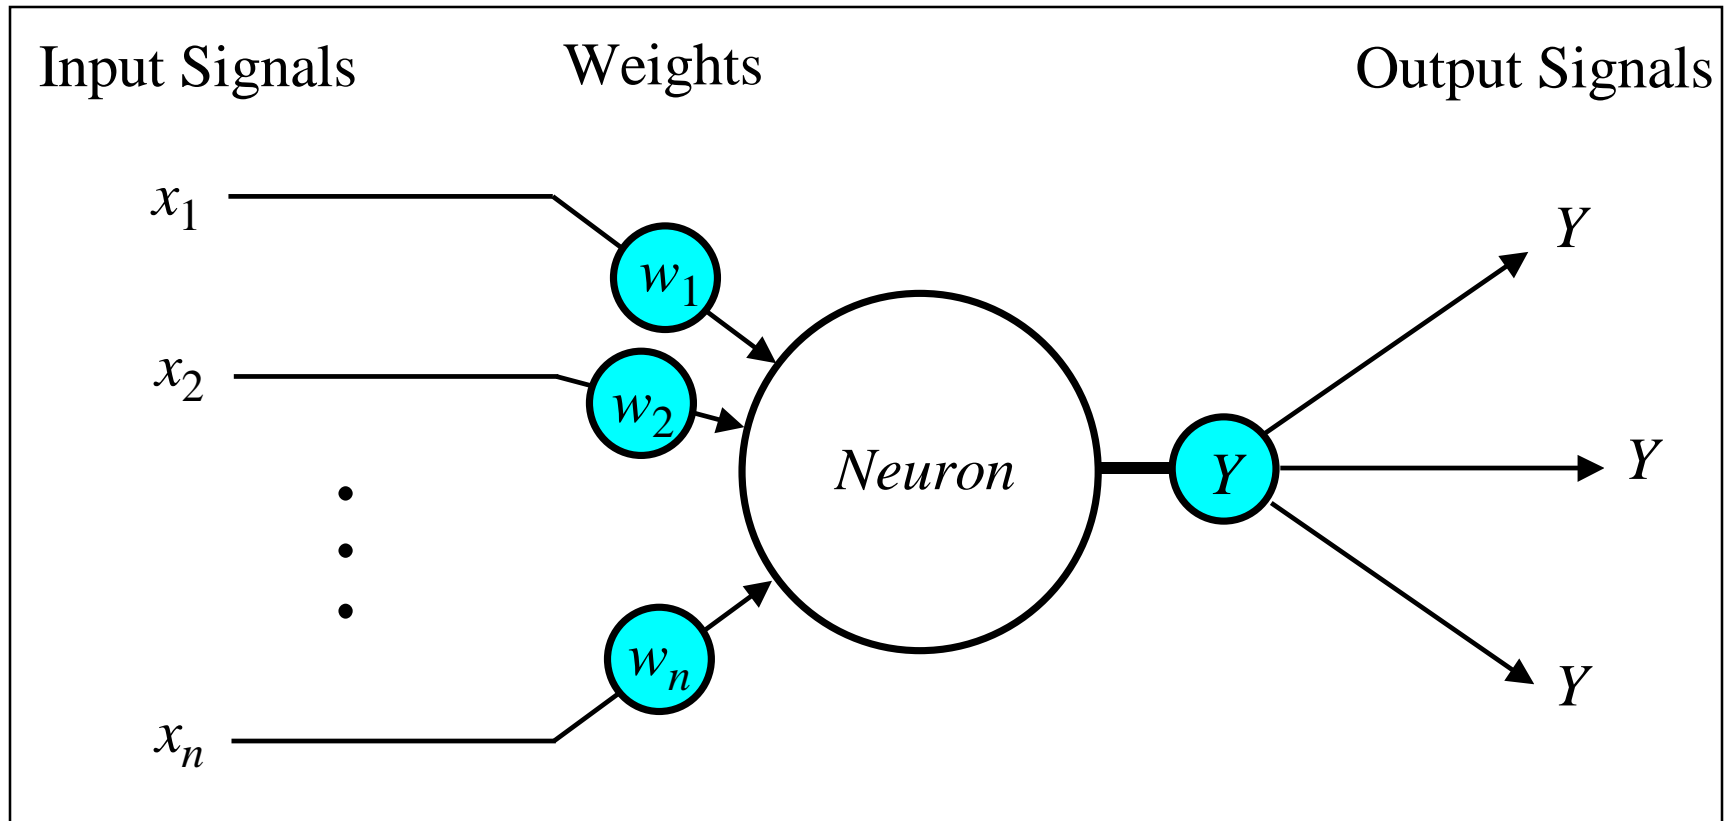 Input Signals Weights Output Signals
x1
w1
Y
x2
w2
Neuron
Y
Y
wn
Y
xn